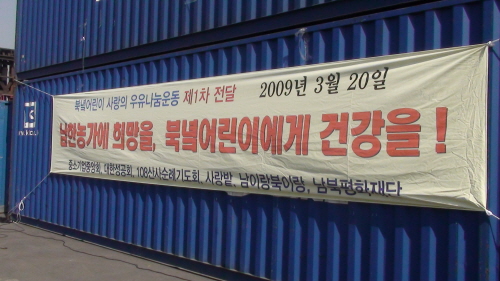 북녘어린이 사랑의 우유나눔운동 제1차 전달 2009년 3월 20일
남한농가에 희망을, 북녘어린이에게 건강을!
중소기업중앙회, 대한성공회, 108산사순례기도회, 사랑밭, 남이랑북이랑, 남북평화재단